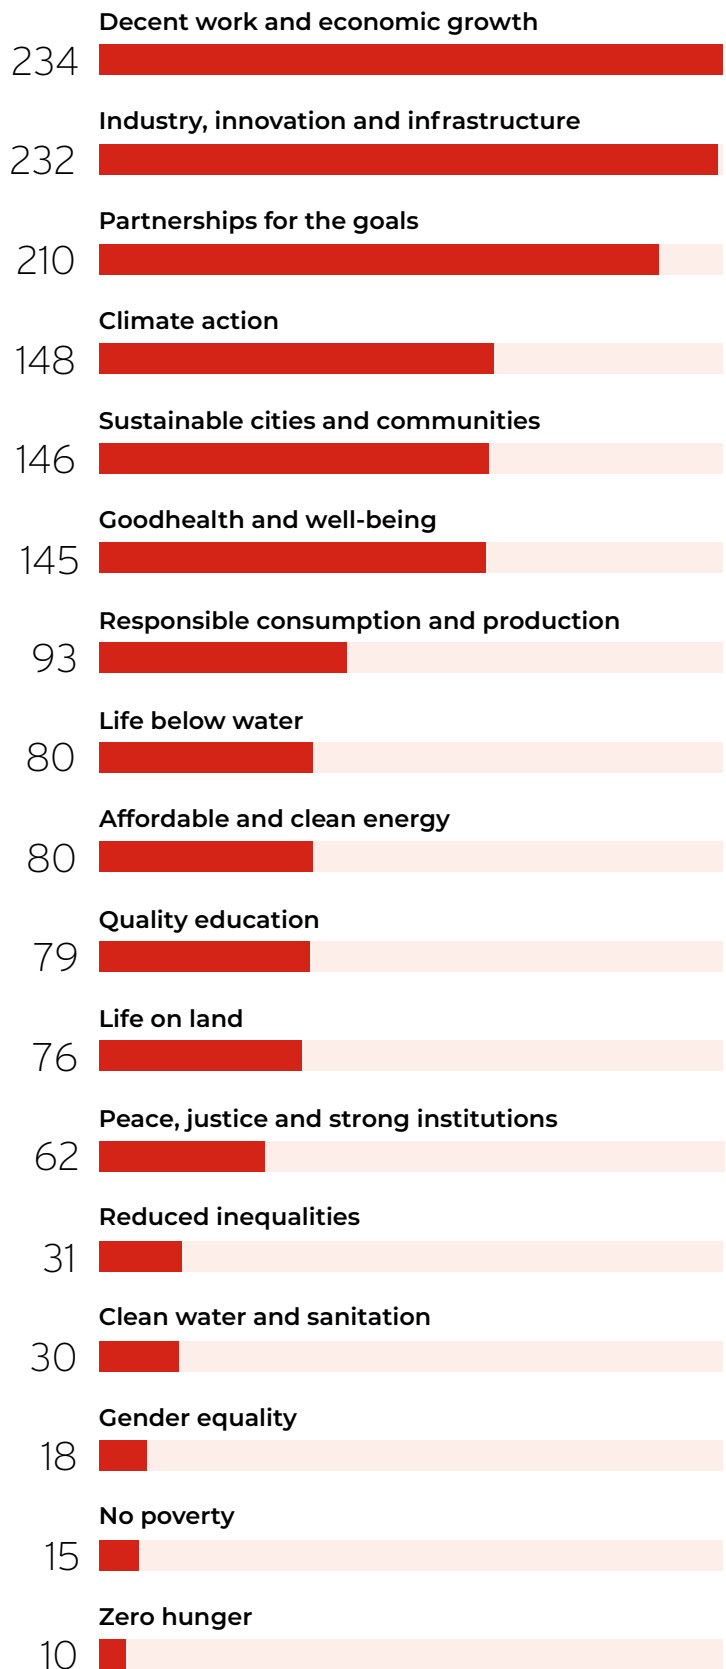 Decent work and economic growth
234
Industry, innovation and infrastructure
232
Partnerships for the goals
210
Climate action
148
Sustainable cities and communities
146
Goodhealth and well-being
145
Responsible consumption and production
93
Life below water
80
Affordable and clean energy
80
Quality education
79
Life on land
76
Peace, justice and strong institutions
62
Reduced inequalities
31
Clean water and sanitation
30
Gender equality
18
No poverty
15
Zero hunger
10